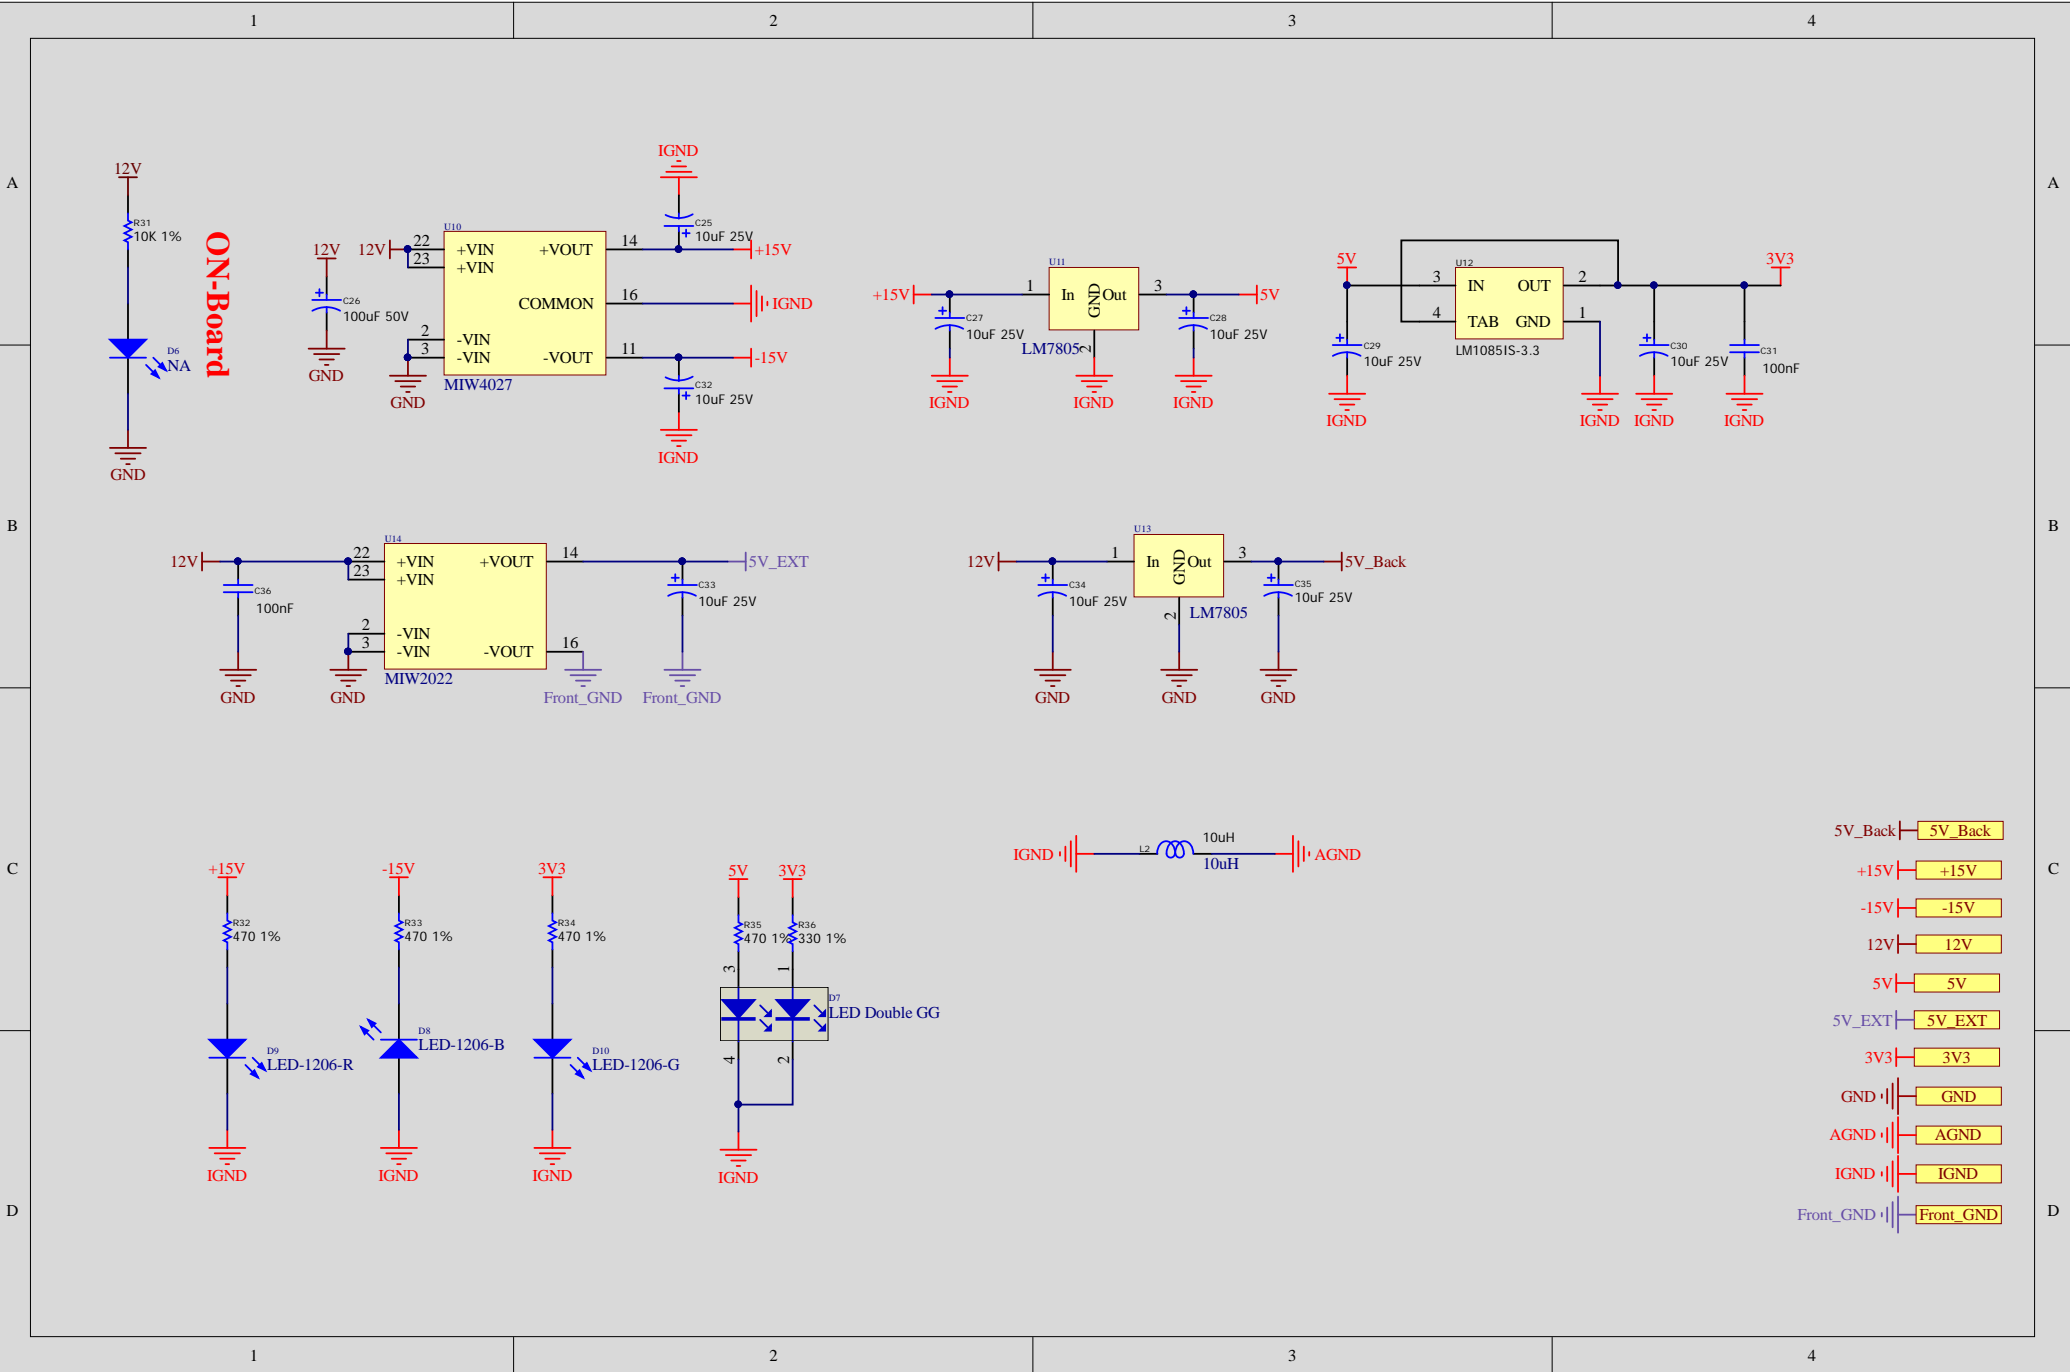 1
2
3
4
A
A
B
B
C
C
D
D
12V
R31
10K 1%
D6
NA
GND
ON-Board
12V
C26
100uF 50V
GND
12V
22
23
2
3
GND
U10
+VIN
+VIN
-VIN
-VIN
+VOUT
COMMON
-VOUT
MIW4027
14
16
11
IGND
C25
10uF 25V
+15V
IGND
-15V
C32
10uF 25V
IGND
+15V
C27
10uF 25V
IGND
1
U11
In
GND
Out
LM7805
2
IGND
3
C28
10uF 25V
IGND
5V
5V
C29
10uF 25V
IGND
3
4
U12
IN
OUT
TAB
GND
LM1085IS-3.3
2
1
IGND
C30
10uF 25V
IGND
3V3
C31
100nF
IGND
12V
C36
100nF
GND
22
23
2
3
GND
U14
+VIN
+VIN
-VIN
-VIN
+VOUT
-VOUT
MIW2022
14
16
Front_GND
C33
10uF 25V
Front_GND
5V_EXT
12V
C34
10uF 25V
GND
1
U13
In
GND
Out
LM7805
2
GND
3
C35
10uF 25V
GND
5V_Back
+15V
R32
470 1%
D9
LED-1206-R
IGND
-15V
R33
470 1%
D8
LED-1206-B
IGND
3V3
R34
470 1%
D10
LED-1206-G
IGND
5V
3V3
R35
470 1%
R36
330 1%
3
1
D7
LED Double GG
4
2
IGND
IGND
L2
10uH
10uH
AGND
5V_Back
5V_Back
+15V
+15V
-15V
-15V
12V
12V
5V
5V
5V_EXT
5V_EXT
3V3
3V3
GND
GND
AGND
AGND
IGND
IGND
Front_GND
Front_GND
1
2
3
4